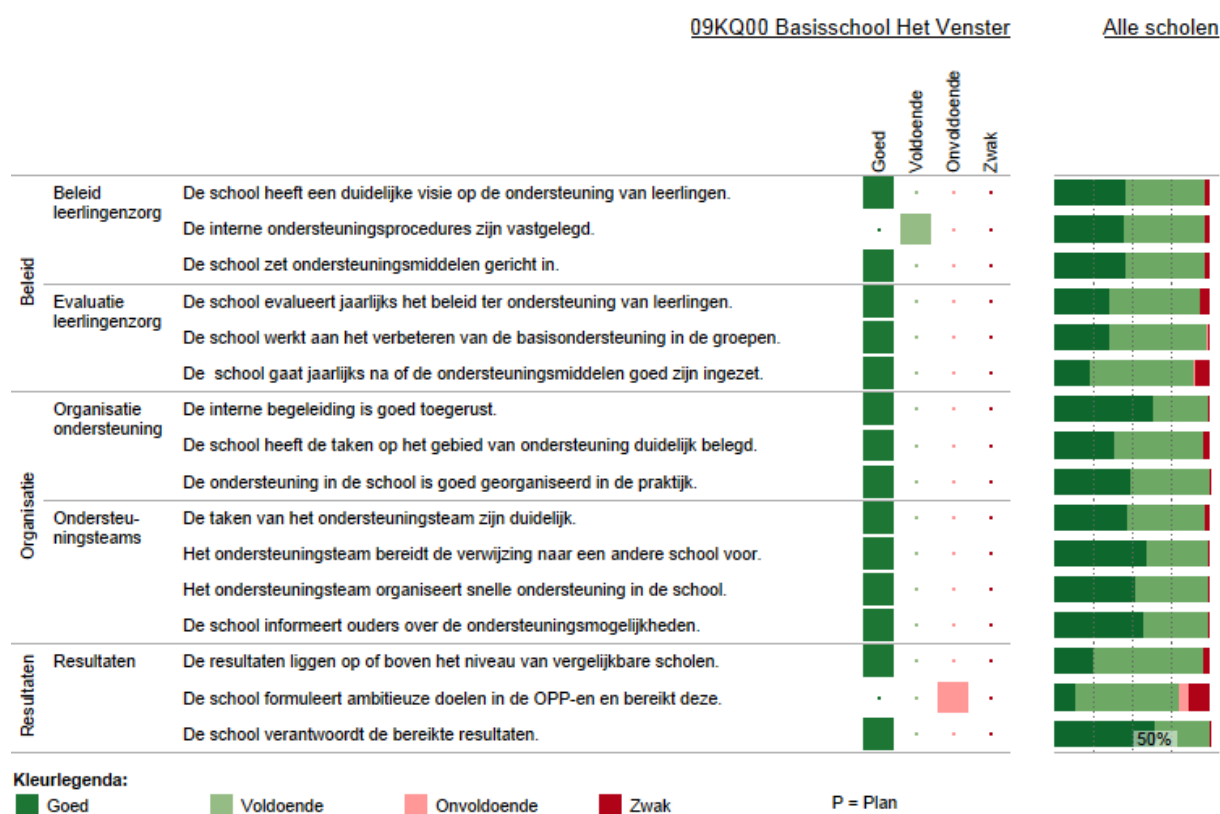 09KQ00 Basisschool Het Venster
Alle scholen
Goed
Voldoende
Onvoldoende
Zwak
Beleid
Beleid
leerlingenzorg
De school heeft een duidelijke visie op de ondersteuning van leerlingen.
De interne ondersteuningsprocedures zijn vastgelegd.
De school zet ondersteuningsmiddelen gericht in.
Evaluatie
leerlingenzorg
De school evalueert jaarlijks het beleid ter ondersteuning van leerlingen.
De school werkt aan het verbeteren van de basisondersteuning in de groepen.
De  school gaat jaarlijks na of de ondersteuningsmiddelen goed zijn ingezet.
Organisatie
Organisatie
ondersteuning
De interne begeleiding is goed toegerust.
De school heeft de taken op het gebied van ondersteuning duidelijk belegd.
De ondersteuning in de school is goed georganiseerd in de praktijk.
Ondersteu-
ningsteams
De taken van het ondersteuningsteam zijn duidelijk.
Het ondersteuningsteam bereidt de verwijzing naar een andere school voor.
Het ondersteuningsteam organiseert snelle ondersteuning in de school.
De school informeert ouders over de ondersteuningsmogelijkheden.
Resultaten
Resultaten
De resultaten liggen op of boven het niveau van vergelijkbare scholen.
De school formuleert ambitieuze doelen in de OPP-en en bereikt deze.
De school verantwoordt de bereikte resultaten.
50%
Kleurlegenda:
Goed
Voldoende
Onvoldoende
Zwak
P = Plan